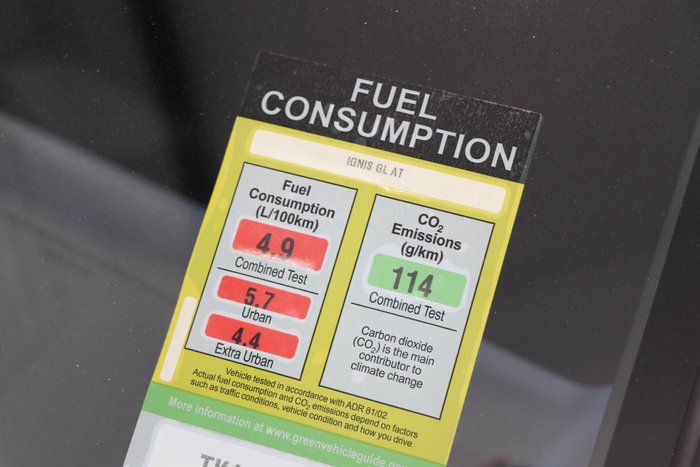 FUEL
CONSUMPTION
IGNIS GL AT
Fuel
Consumption
(L/100km)
4.9
Combined Test
5.7
Urban
4.4
Extra Urban
CO2
Emissions
(g/km)
114
Combined Test
Carbon dioxide
(CO2) is the main
contributor to
climate change
Vehicle tested in accordance with ADR 81/02
Actual fuel consumption and CO2 emissions depend on factors
such as traffic conditions, vehicle condition and how you drive.
More information at www.greenvehicleguide.